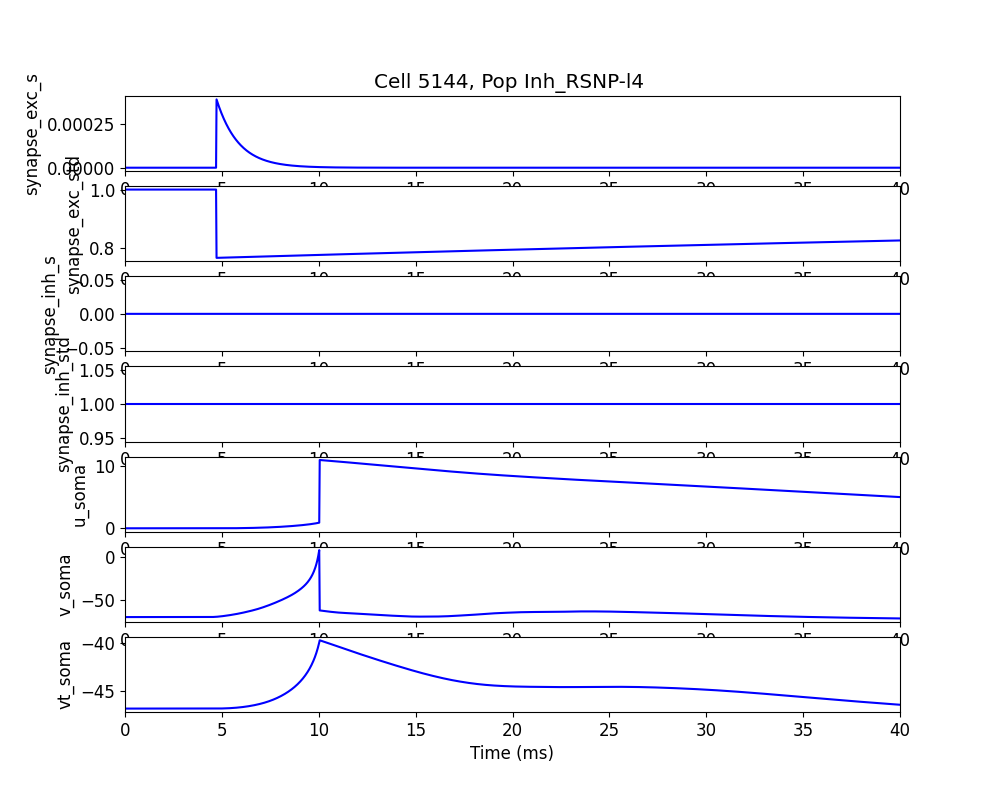 Cell 5144, Pop Inh_RSNP-l4
synapse_exc_s
0.00025
0.00000
0 5 10 15 20 25 30 35 40
synapse_exc_std
1.0
0.8
0 5 10 15 20 25 30 35 40
synapse_inh_s
0.05
0.00
−0.05
0 5 10 15 20 25 30 35 40
synapse_inh_std
1.05
1.00
0.95
0 5 10 15 20 25 30 35 40
u_soma
10
0
0 5 10 15 20 25 30 35 40
v_soma
0
−50
0 5 10 15 20 25 30 35 40
vt_soma
−40
−45
0 5 10 15 20 25 30 35 40
Time (ms)